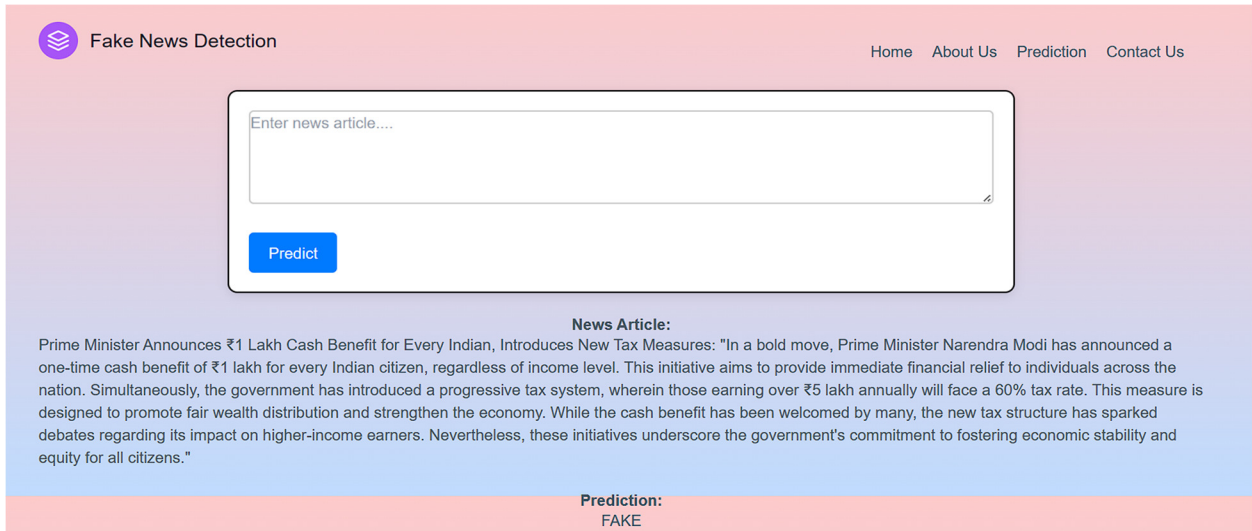 Fake News Detection
Home About Us Prediction Contact Us
Enter news article....
Predict
News Article:
Prime Minister Announces ₹1 Lakh Cash Benefit for Every Indian, Introduces New Tax Measures: "In a bold move, Prime Minister Narendra Modi has announced a
one-time cash benefit of ₹1 lakh for every Indian citizen, regardless of income level. This initiative aims to provide immediate financial relief to individuals across the
nation. Simultaneously, the government has introduced a progressive tax system, wherein those earning over ₹5 lakh annually will face a 60% tax rate. This measure is
designed to promote fair wealth distribution and strengthen the economy. While the cash benefit has been welcomed by many, the new tax structure has sparked
debates regarding its impact on higher-income earners. Nevertheless, these initiatives underscore the government's commitment to fostering economic stability and
equity for all citizens."
Prediction:
FAKE